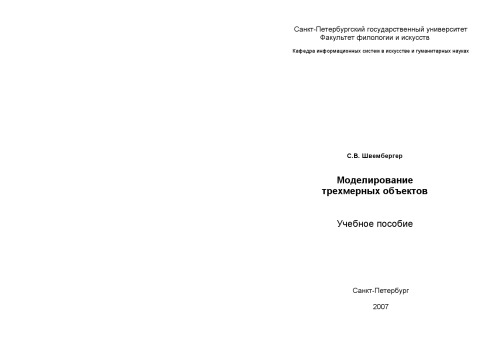 Санкт-Петербургский государственный университет
Факультет филологии и искусств
Кафедра информационных систем в искусстве и гуманитарных науках
С.В. Швембергер
Моделирование
трехмерных объектов
Учебное пособие
Санкт-Петербург
2007